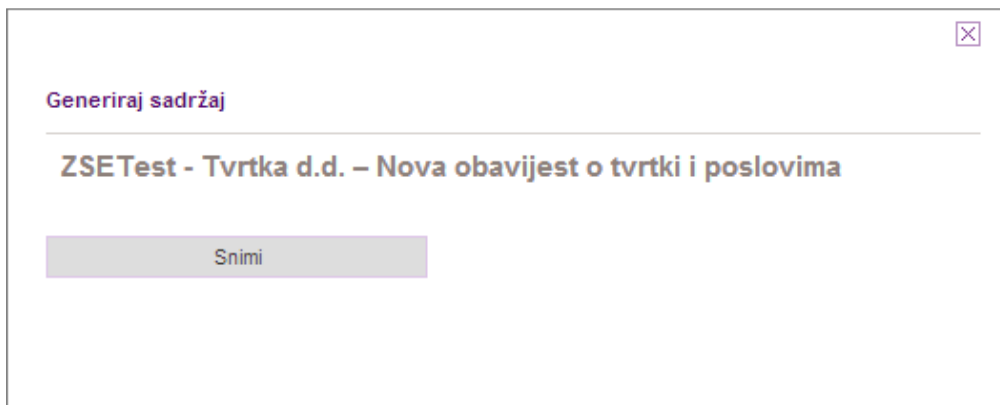 Generiraj sadržaj
ZSETest - Tvrtka d.d. – Nova obavijest o tvrtki i poslovima
Snimi